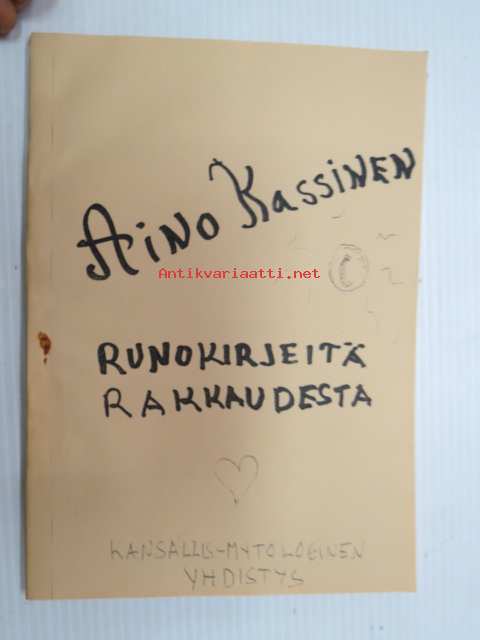 Aino Kassinen
Antikvariaatti.net
RUNOKIRJEITÄ
RAKKAUDESTA
KANSALLIS-MYTOLOGINEN
YHDISTYS